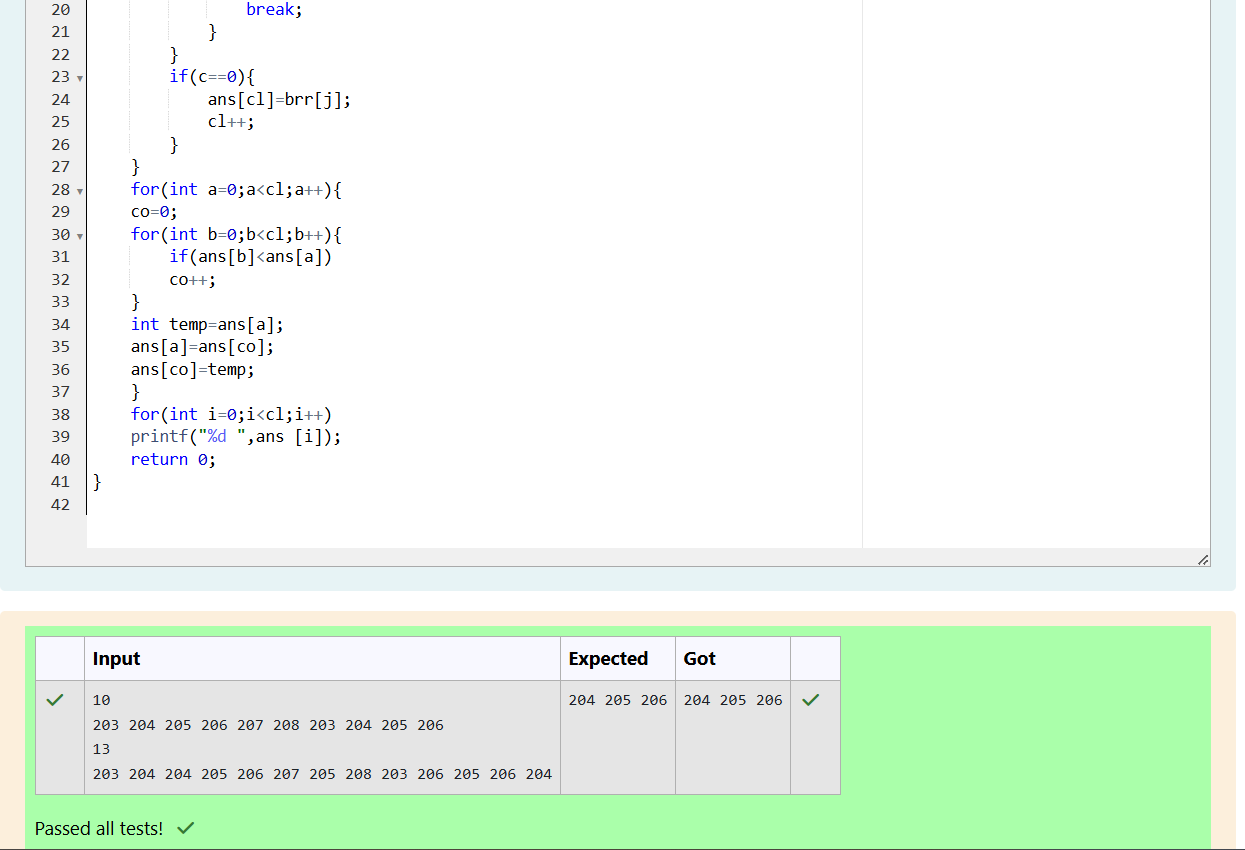 20 break;
21 }
22 }
23 if(c==0){
24 ans[cl]=brr[j];
25 cl++;
26 }
27 }
28 for(int a=0;a<cl;a++){
29 co=0;
30 for(int b=0;b<cl;b++){
31 if(ans[b]<ans[a])
32 co++;
33 }
34 int temp=ans[a];
35 ans[a]=ans[co];
36 ans[co]=temp;
37 }
38 for(int i=0;i<cl;i++)
39 printf("%d ",ans [i]);
40 return 0;
41 }
42
Input Expected Got
10 204 205 206 204 205 206
203 204 205 206 207 208 203 204 205 206
13
203 204 204 205 206 207 205 208 203 206 205 206 204
Passed all tests!